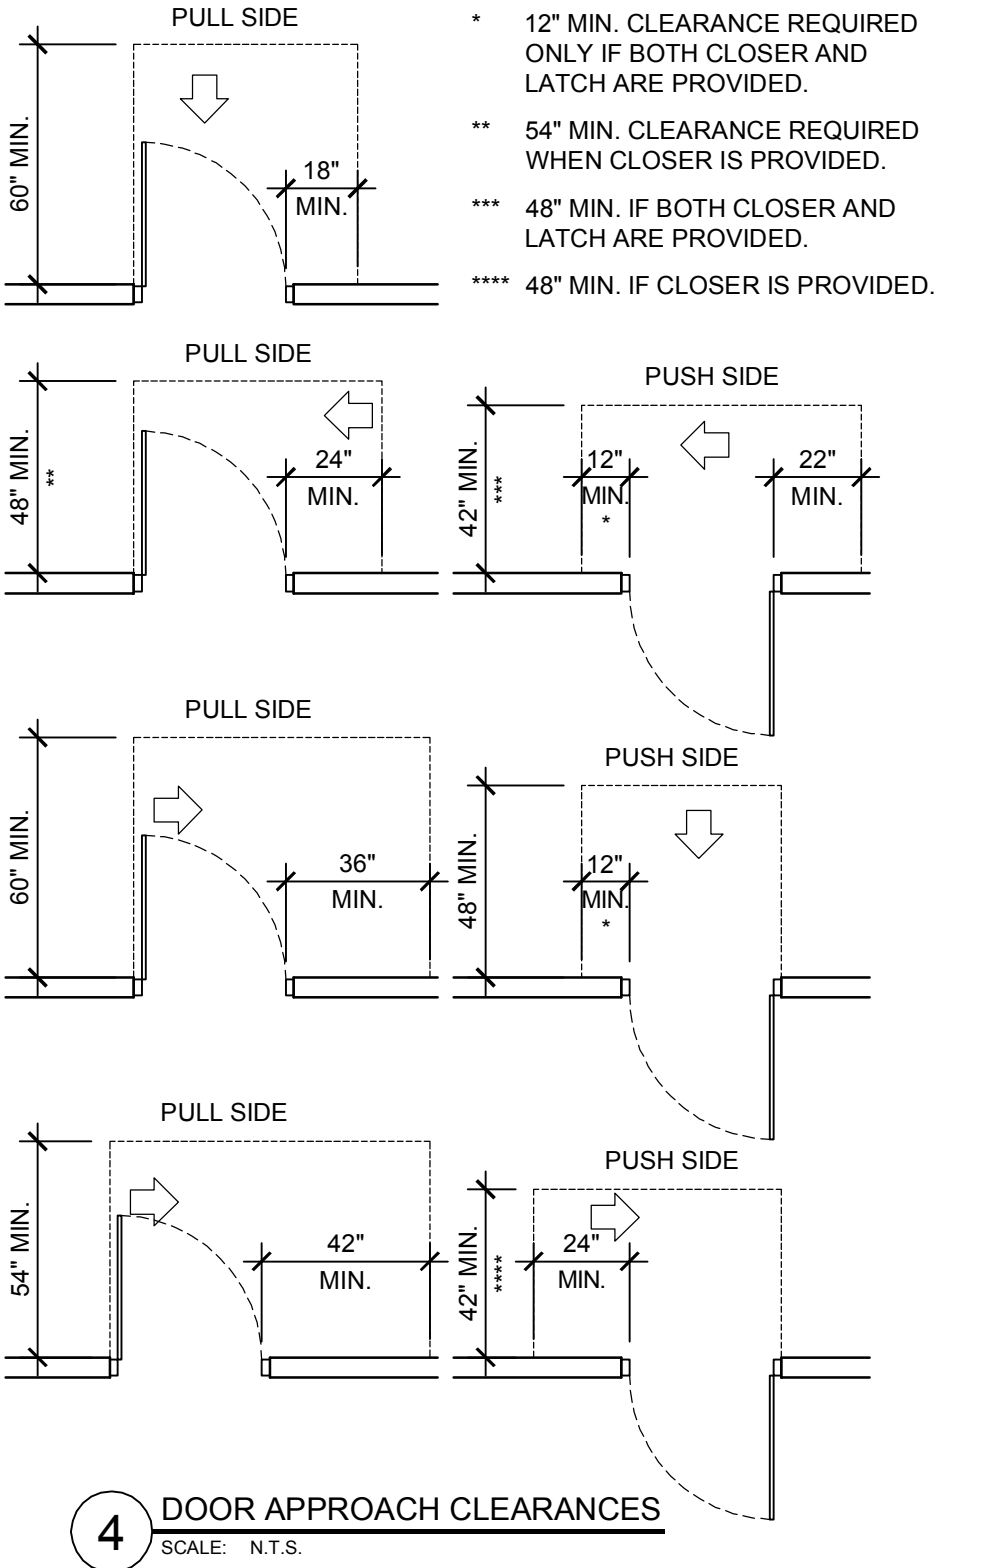 PULL SIDE
60" MIN.
18"
MIN.
* 12" MIN. CLEARANCE REQUIRED
ONLY IF BOTH CLOSER AND
LATCH ARE PROVIDED.
** 54" MIN. CLEARANCE REQUIRED
WHEN CLOSER IS PROVIDED.
*** 48" MIN. IF BOTH CLOSER AND
LATCH ARE PROVIDED.
**** 48" MIN. IF CLOSER IS PROVIDED.
PULL SIDE
48" MIN.
**
24"
MIN.
PUSH SIDE
42" MIN.
***
12"
MIN.
*
22"
MIN.
PULL SIDE
60" MIN.
36"
MIN.
PUSH SIDE
48" MIN.
12"
MIN.
*
PULL SIDE
54" MIN.
42"
MIN.
PUSH SIDE
42" MIN.
****
24"
MIN.
4 DOOR APPROACH CLEARANCES
SCALE: N.T.S.